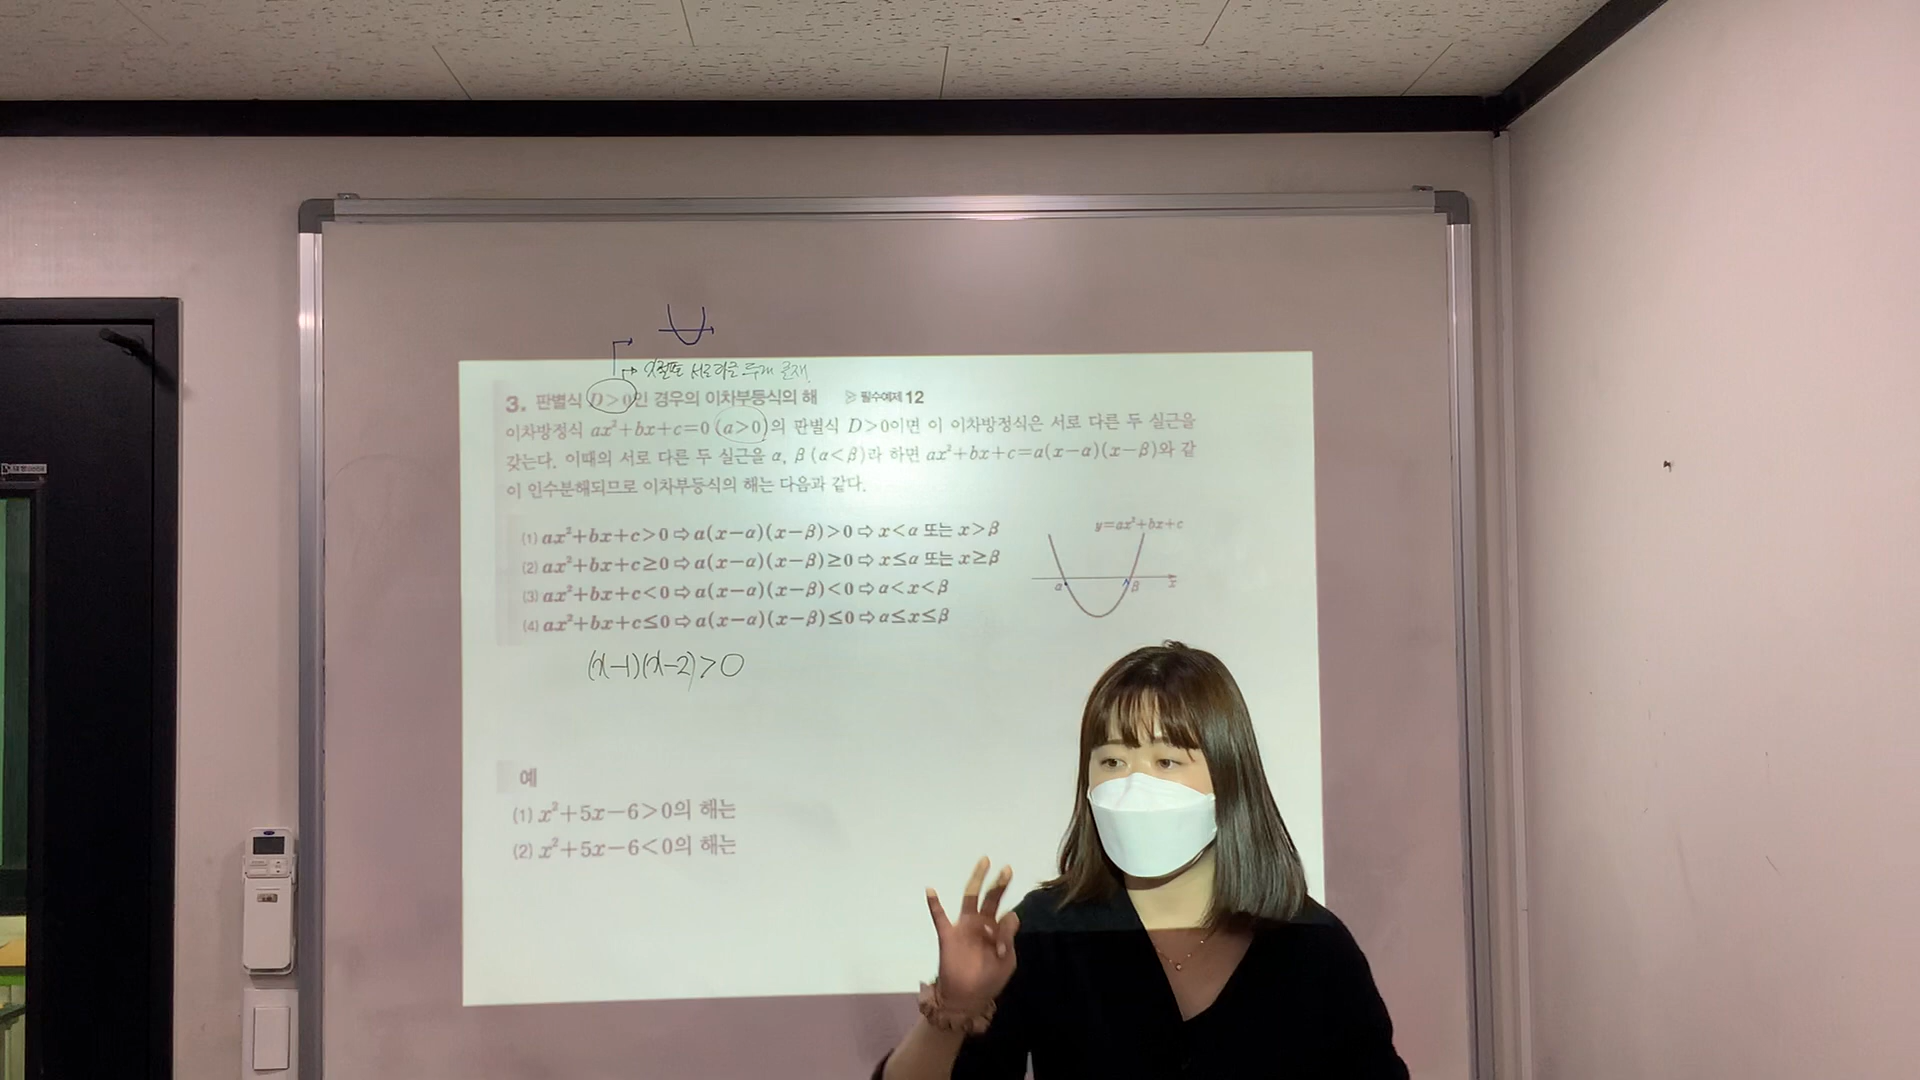 x절편 서로다른 두개 존재.
3. 판별식 D>0인 경우의 이차부등식의 해 필수예제 12
이차방정식 ax²+bx+c=0 (a>0)의 판별식 D>0이면 이 이차방정식은 서로 다른 두 실근을
갖는다. 이때의 서로 다른 두 실근을 α, β (α<β)라 하면 ax²+bx+c=a(x-α)(x-β)와 같
이 인수분해되므로 이차부등식의 해는 다음과 같다.
(1) ax²+bx+c>0 ⇨ a(x-α)(x-β)>0 ⇨ x<α 또는 x>β
(2) ax²+bx+c≥0 ⇨ a(x-α)(x-β)≥0 ⇨ x≤α 또는 x≥β
(3) ax²+bx+c<0 ⇨ a(x-α)(x-β)<0 ⇨ α<x<β
(4) ax²+bx+c≤0 ⇨ a(x-α)(x-β)≤0 ⇨ α≤x≤β
y=ax²+bx+c
α β x
(x-1)(x-2)>0
예
(1) x²+5x-6>0의 해는
(2) x²+5x-6<0의 해는